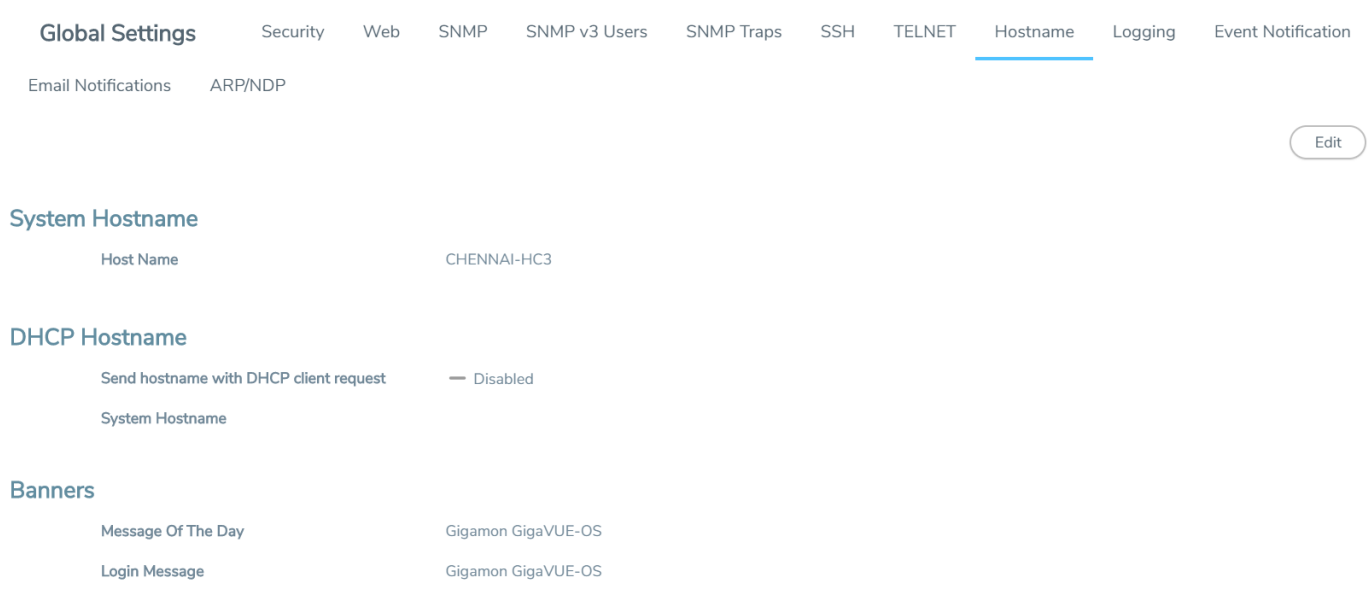 Global Settings Security Web SNMP SNMP v3 Users SNMP Traps SSH TELNET Hostname Logging Event Notification
Email Notifications ARP/NDP
Edit
System Hostname
Host Name CHENNAI-HC3
DHCP Hostname
Send hostname with DHCP client request Disabled
System Hostname
Banners
Message Of The Day Gigamon GigaVUE-OS
Login Message Gigamon GigaVUE-OS